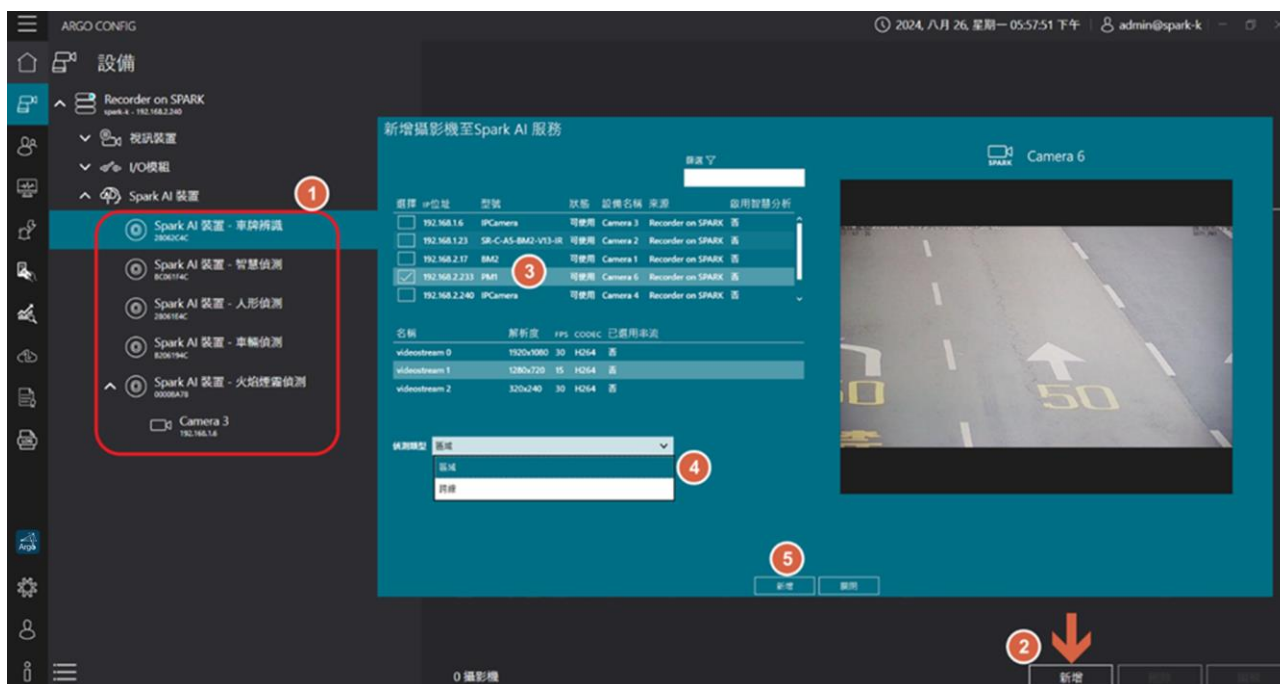 ARGO CONFIG
2024, 八月 26, 星期一 05:57:51 下午
admin@spark-k
設備
Recorder on SPARK
spark-k - 192.168.2.240
視訊裝置
I/O模組
Spark AI 裝置
1
Spark AI 裝置 - 車牌辨識
28062C4C
Spark AI 裝置 - 智慧偵測
BC061F4C
Spark AI 裝置 - 人形偵測
2806164C
Spark AI 裝置 - 車輛偵測
B206194C
Spark AI 裝置 - 火焰煙霧偵測
00008A78
Camera 3
192.168.1.6
Argo
新增攝影機至Spark AI 服務
篩選
選擇 IP位址 型號 狀態 設備名稱 來源 啟用智慧分析
192.168.1.6 IPCamera 可使用 Camera 3 Recorder on SPARK 否
192.168.1.23 SR-C-AS-BM2-V13-IR 可使用 Camera 2 Recorder on SPARK 否
192.168.2.17 BM2 可使用 Camera 1 Recorder on SPARK 否
192.168.2.233 PM1 可使用 Camera 6 Recorder on SPARK 否
3
192.168.2.240 IPCamera 可使用 Camera 4 Recorder on SPARK 否
名稱 解析度 FPS CODEC 已選用串流
videostream 0 1920x1080 30 H264 否
videostream 1 1280x720 15 H264 否
videostream 2 320x240 30 H264 否
偵測類型 區域
區域
跨線
4
5
新增 關閉
SPARK
Camera 6
50
50
2
0 攝影機
新增